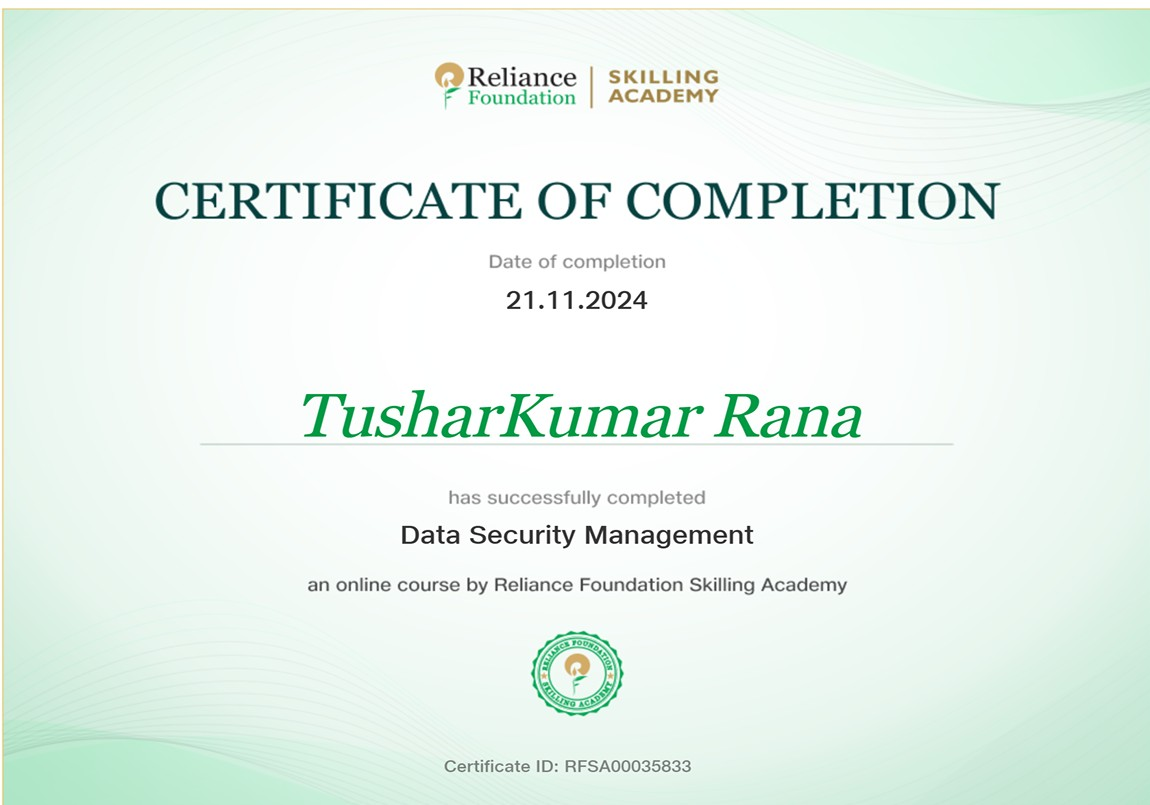 Reliance Foundation | SKILLING ACADEMY
CERTIFICATE OF COMPLETION
Date of completion
21.11.2024
TusharKumar Rana
has successfully completed
Data Security Management
an online course by Reliance Foundation Skilling Academy
RELIANCE FOUNDATION
SKILLING ACADEMY
Certificate ID: RFSA00035833